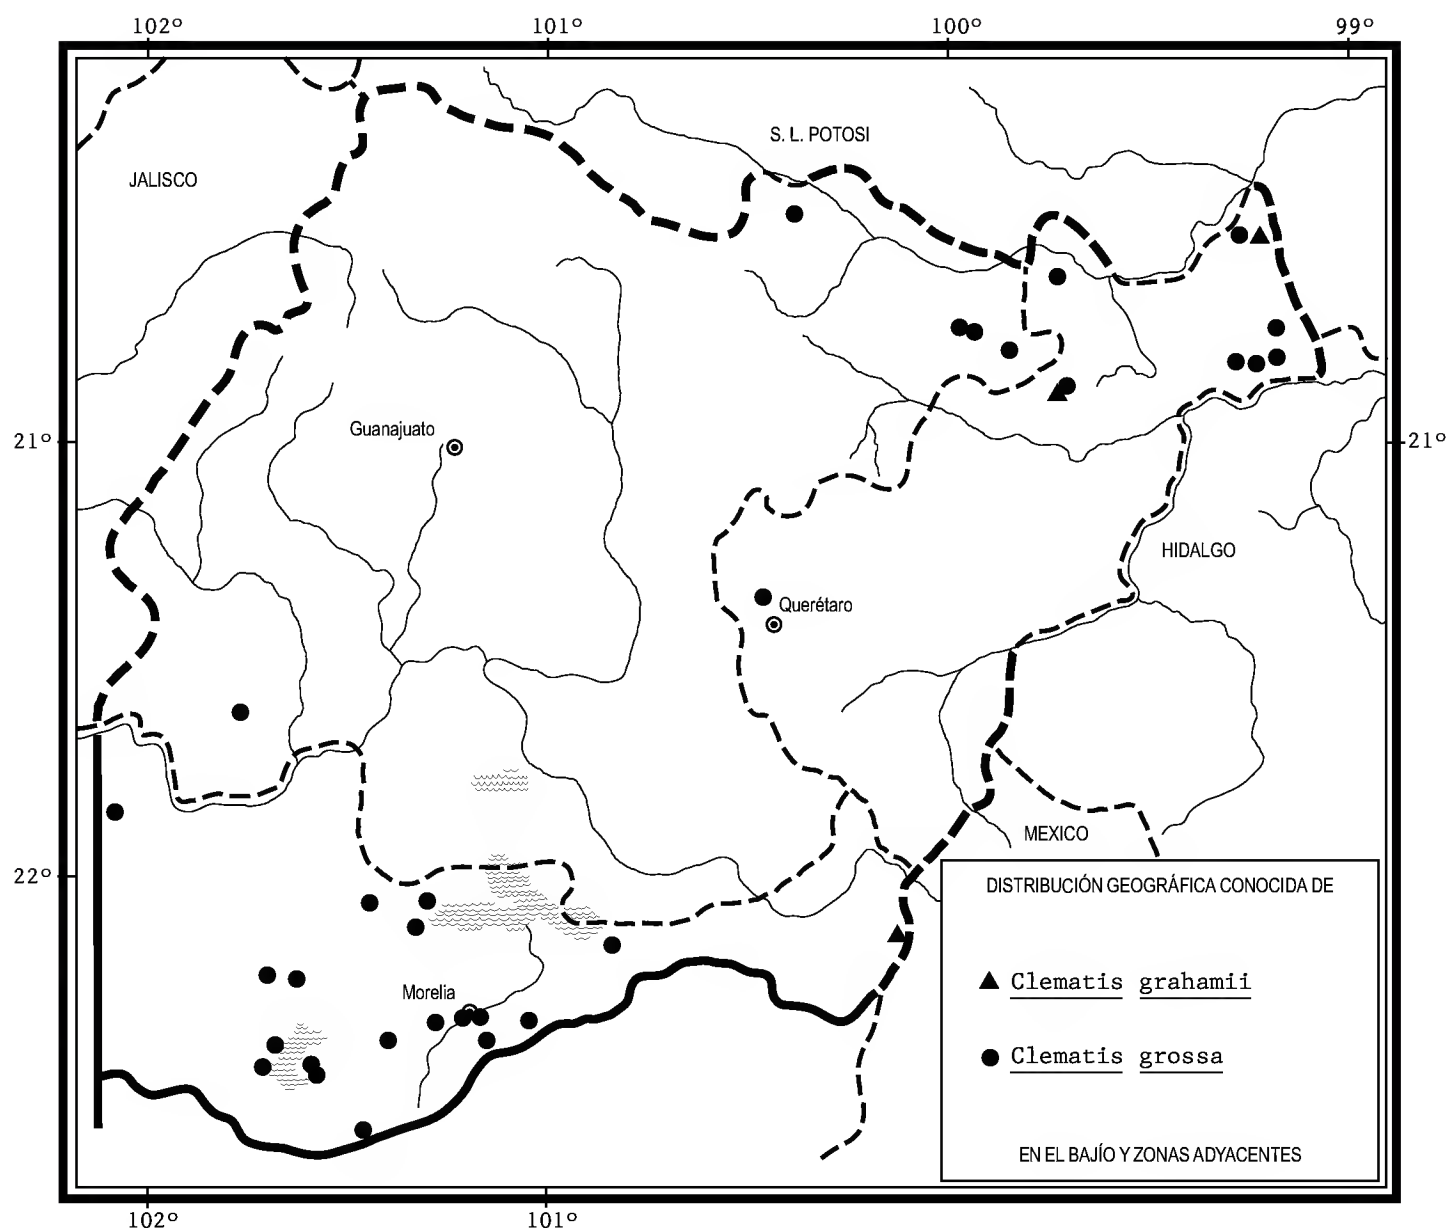 102° 101° 100° 99°
S. L. POTOSI
JALISCO
Guanajuato
21° 21°
HIDALGO
Querétaro
MEXICO
22°
DISTRIBUCIÓN GEOGRÁFICA CONOCIDA DE
Clematis grahamii
Morelia
Clematis grossa
EN EL BAJÍO Y ZONAS ADYACENTES
102° 101°